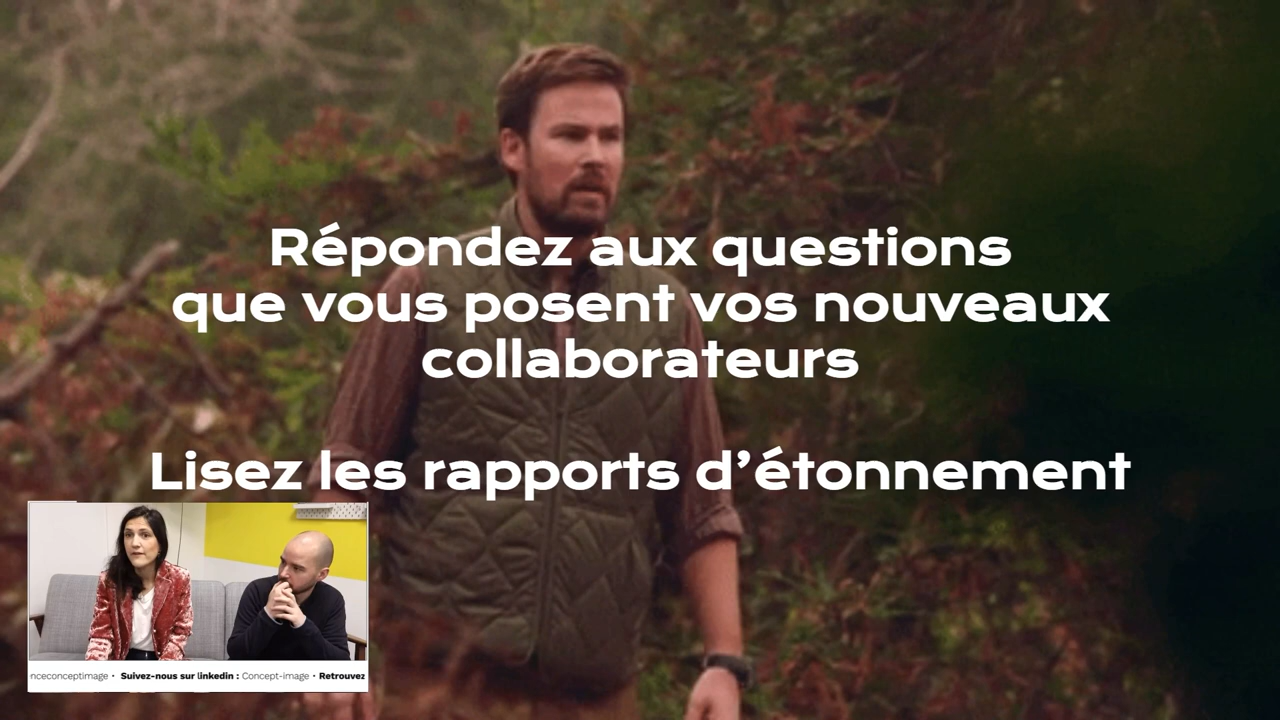 Répondez aux questions
que vous posent vos nouveaux
collaborateurs
Lisez les rapports d’étonnement
nceconceptimage • Suivez-nous sur linkedin : Concept-image • Retrouvez